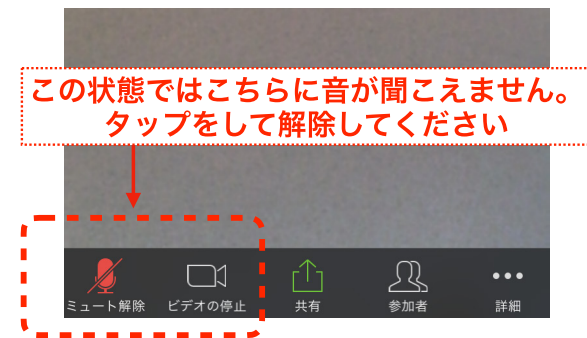 この状態ではこちらに音が聞こえません。
タップをして解除してください
ミュート解除 ビデオの停止 共有 参加者 詳細